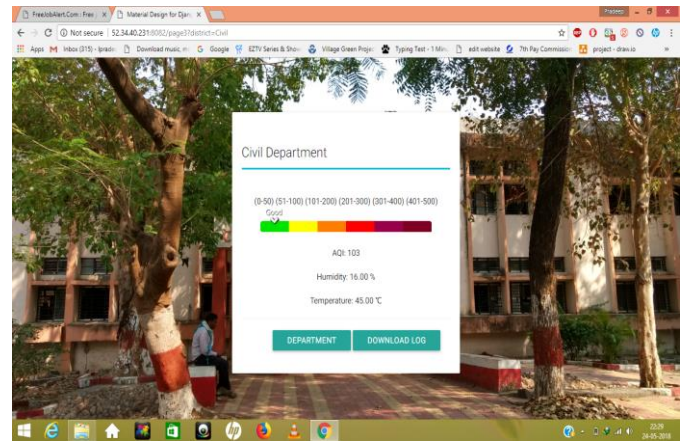 FreeJobAlert.Com : Free
Material Design for Djan
Pradeep
Not secure | 52.34.40.231:8082/page3?district=Civil
Apps
Inbox (315) - lprade
Download music, m
Google
EZTV Series & Show
Village Green Projec
Typing Test - 1 Minu
edit website
7th Pay Commission
project - draw.io
Civil Department
(0-50) (51-100) (101-200) (201-300) (301-400) (401-500)
Good
AQI: 103
Humidity: 16.00 %
Temperature: 45.00 °C
DEPARTMENT
DOWNLOAD LOG
22:29
24-05-2018